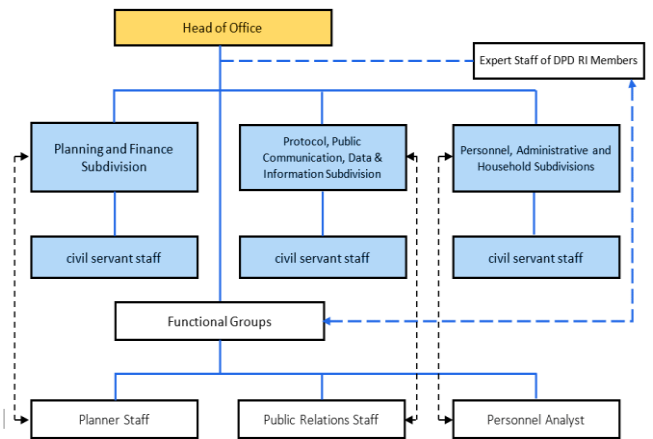 Head of Office
Expert Staff of DPD RI Members
Planning and Finance
Subdivision
Protocol, Public
Communication, Data &
Information Subdivision
Personnel, Administrative and
Household Subdivisions
civil servant staff
civil servant staff
civil servant staff
Functional Groups
Planner Staff
Public Relations Staff
Personnel Analyst